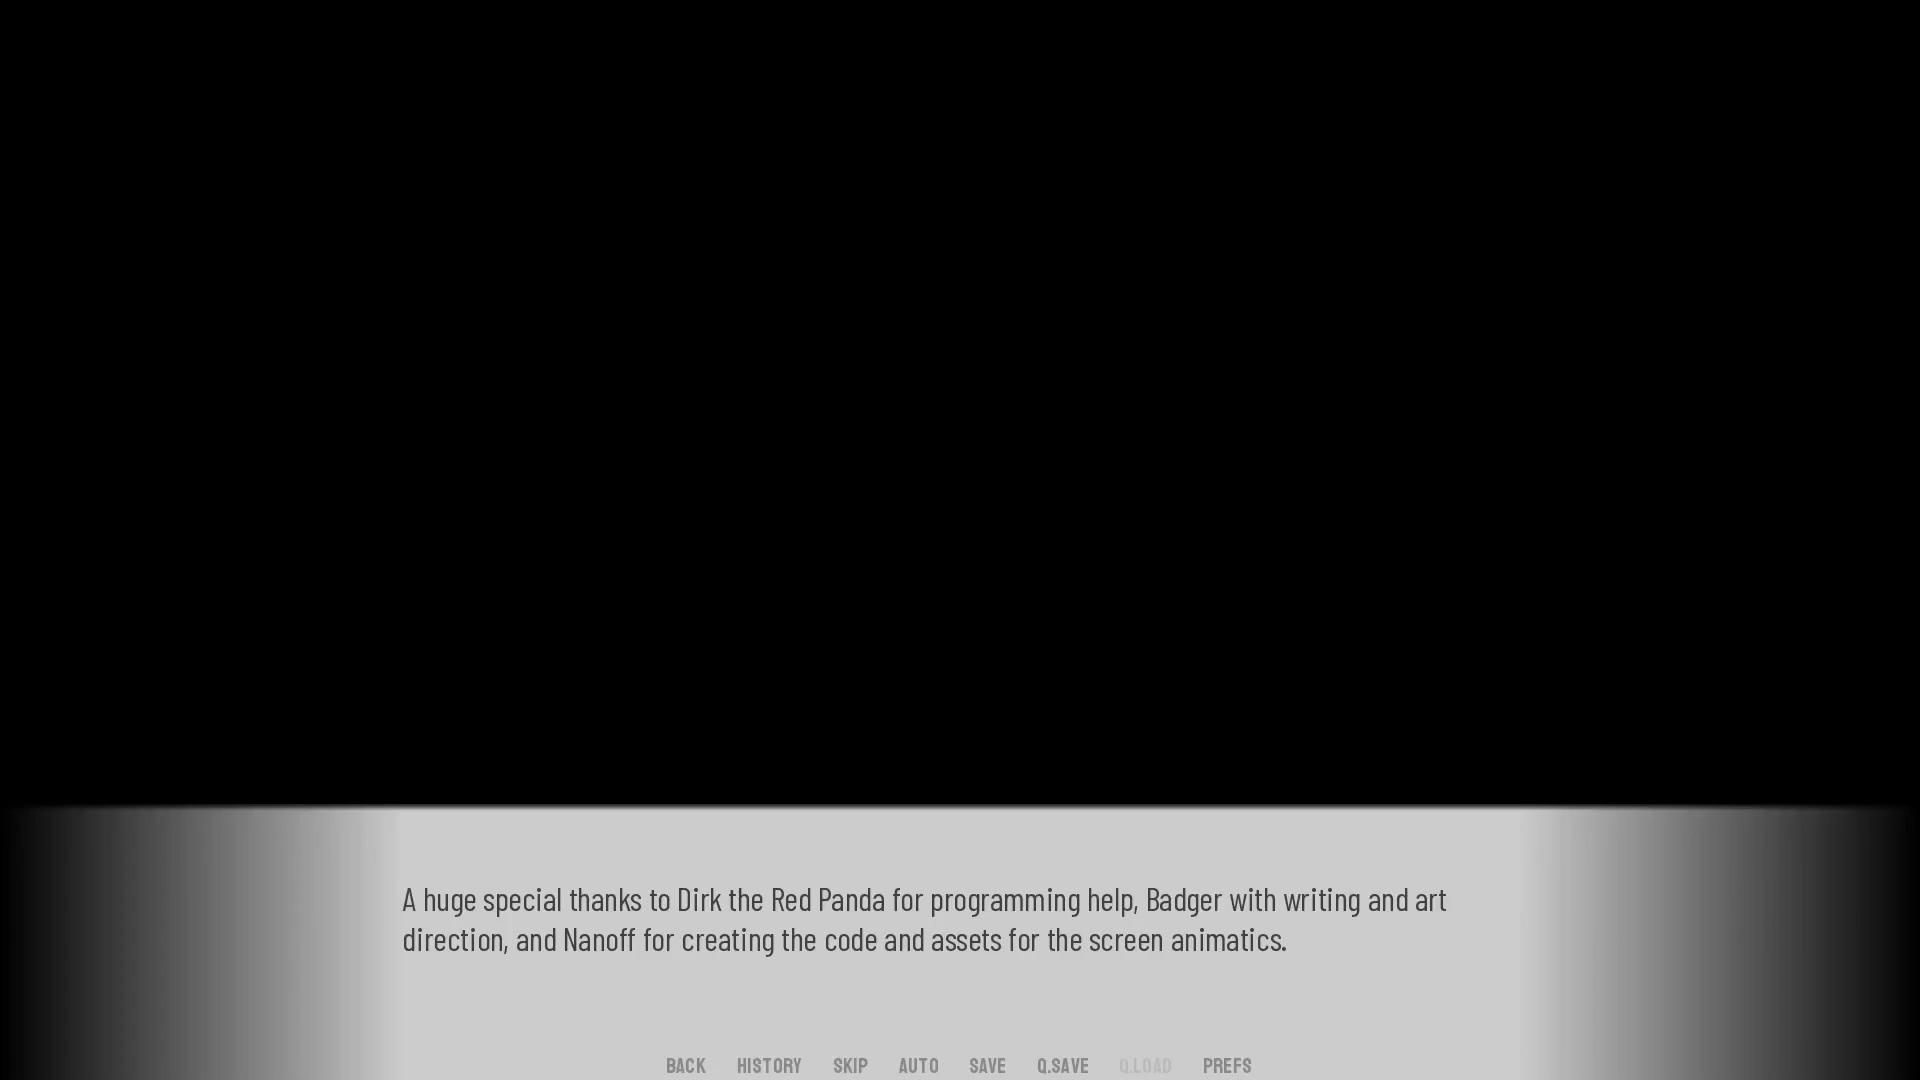 A huge special thanks to Dirk the Red Panda for programming help, Badger with writing and art
direction, and Nanoff for creating the code and assets for the screen animatics.
BACK HISTORY SKIP AUTO SAVE Q.SAVE Q.LOAD PREFS